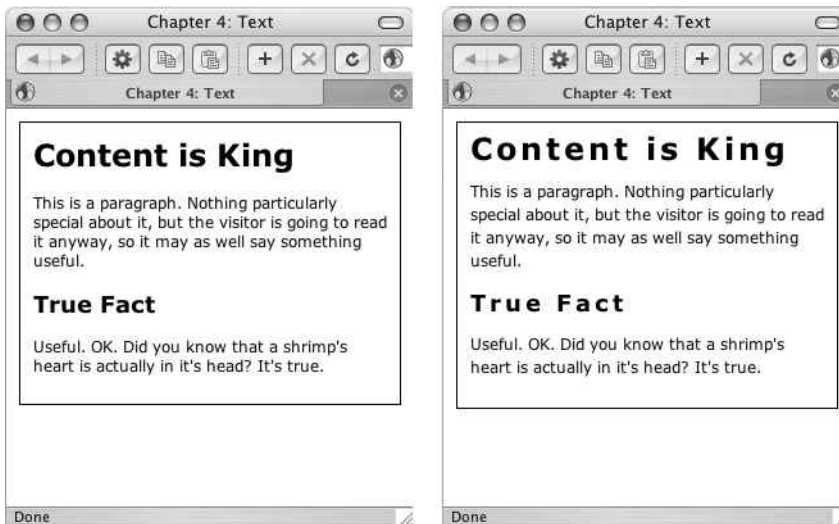 Chapter 4: Text
Chapter 4: Text
Content is King
This is a paragraph. Nothing particularly
special about it, but the visitor is going to read
it anyway, so it may as well say something
useful.
True Fact
Useful. OK. Did you know that a shrimp's
heart is actually in it's head? It's true.
Done
Chapter 4: Text
Chapter 4: Text
Content is King
This is a paragraph. Nothing particularly
special about it, but the visitor is going to read
it anyway, so it may as well say something
useful.
True Fact
Useful. OK. Did you know that a shrimp's
heart is actually in it's head? It's true.
Done